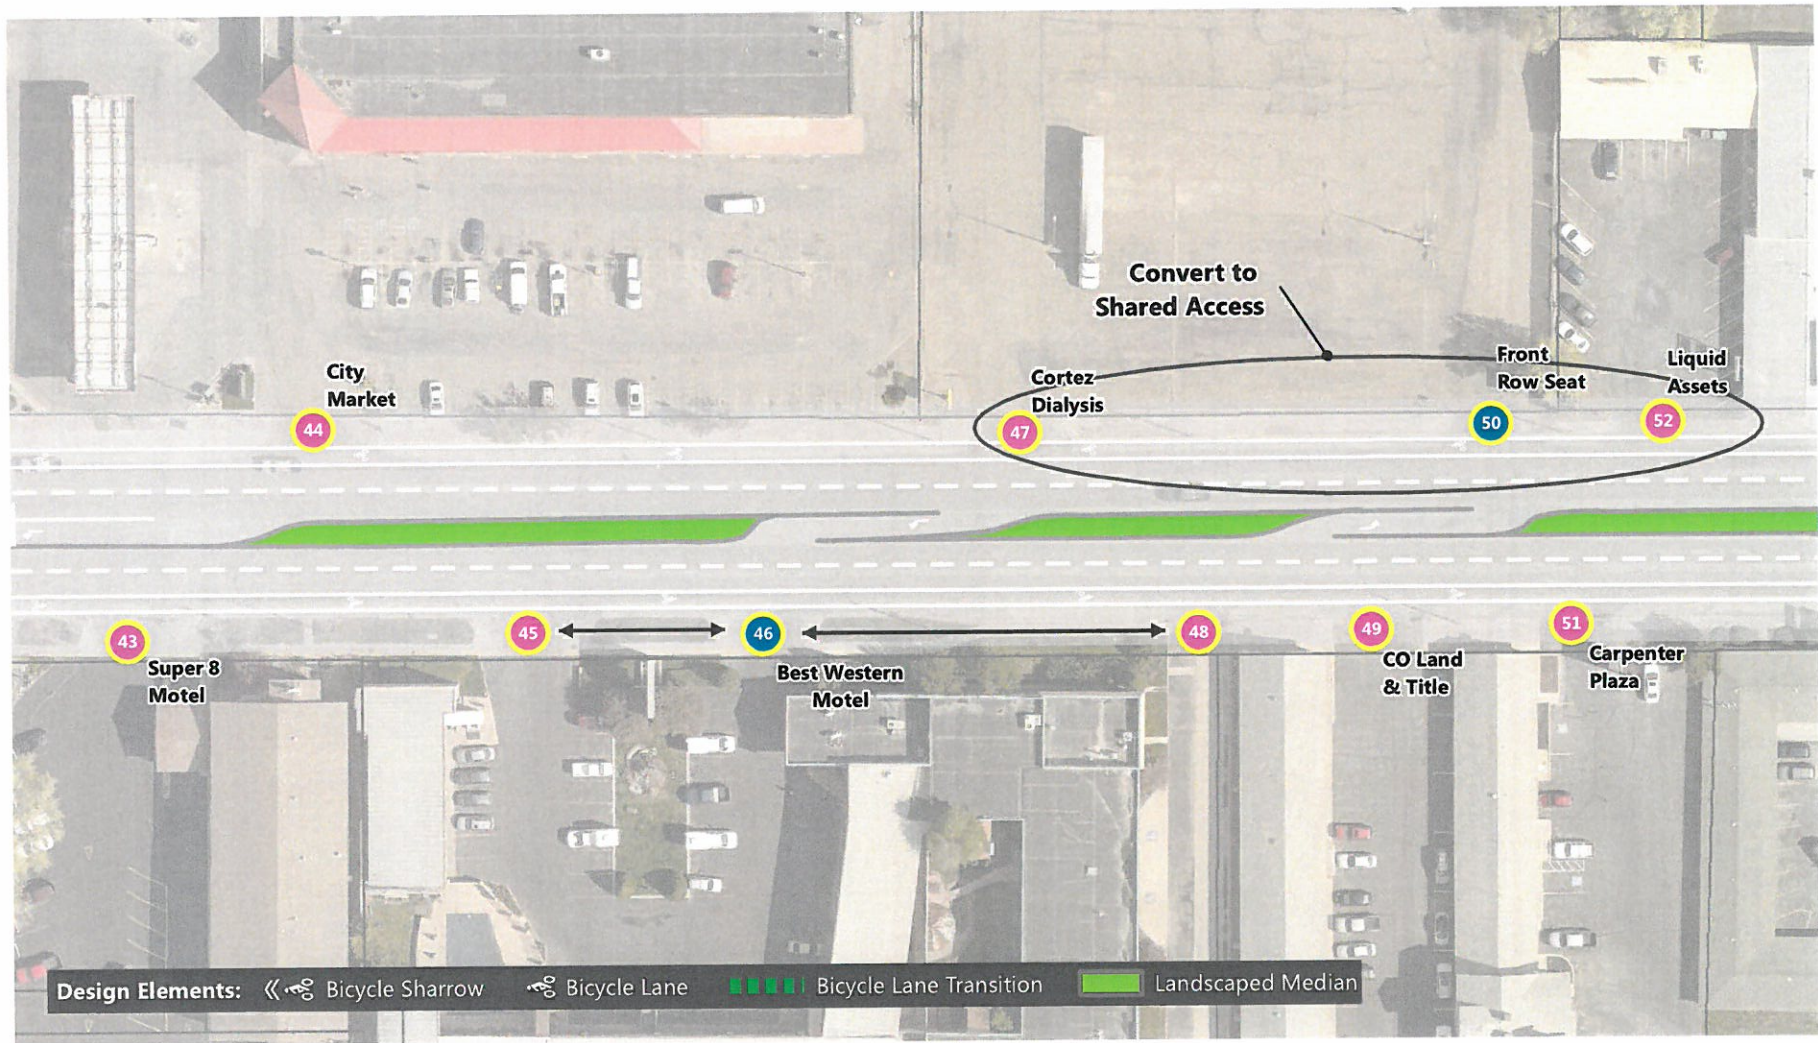 Convert to
Shared Access
City
Market
Cortez
Dialysis
Front
Row Seat
Liquid
Assets
44
47
50
52
43
45
46
48
49
51
Super 8
Motel
Best Western
Motel
CO Land
& Title
Carpenter
Plaza
Design Elements: Bicycle Sharrow Bicycle Lane Bicycle Lane Transition Landscaped Median